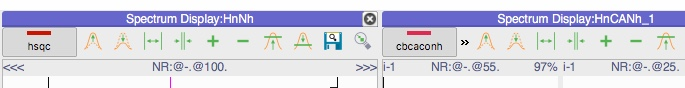 Spectrum Display:HnNh
Spectrum Display:HnCANh_1
hsqc
cbcaconh »
<<< NR:@-.@100. >>>
i-1 NR:@-.@55. 97% i-1 NR:@-.@25.